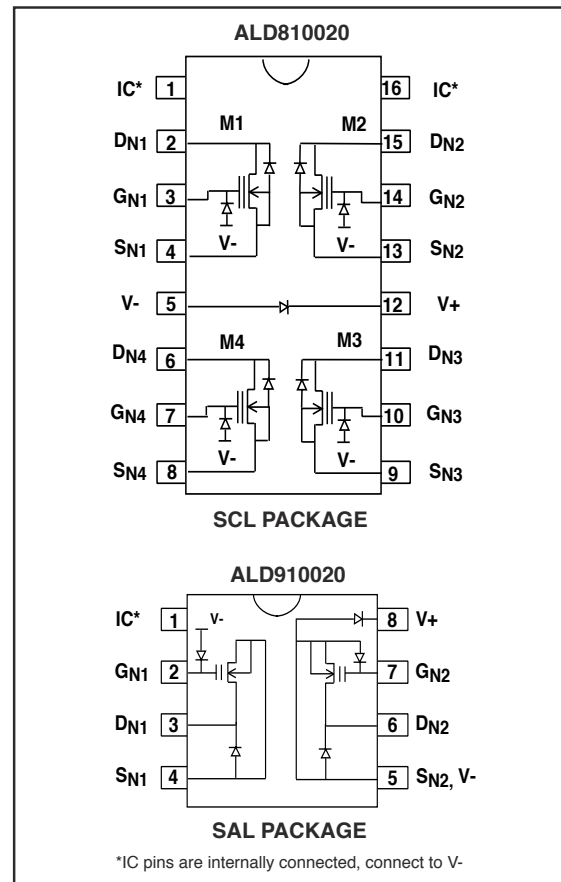 ALD810020
IC* 1 16 IC*
M1 M2
DN1 2 15 DN2
GN1 3 14 GN2
V- V-
SN1 4 13 SN2
V- 5 12 V+
M4 M3
DN4 6 11 DN3
GN4 7 10 GN3
V- V-
SN4 8 9 SN3
SCL PACKAGE
ALD910020
IC* 1 V- 8 V+
GN1 2 7 GN2
DN1 3 6 DN2
SN1 4 5 SN2, V-
SAL PACKAGE
*IC pins are internally connected, connect to V-